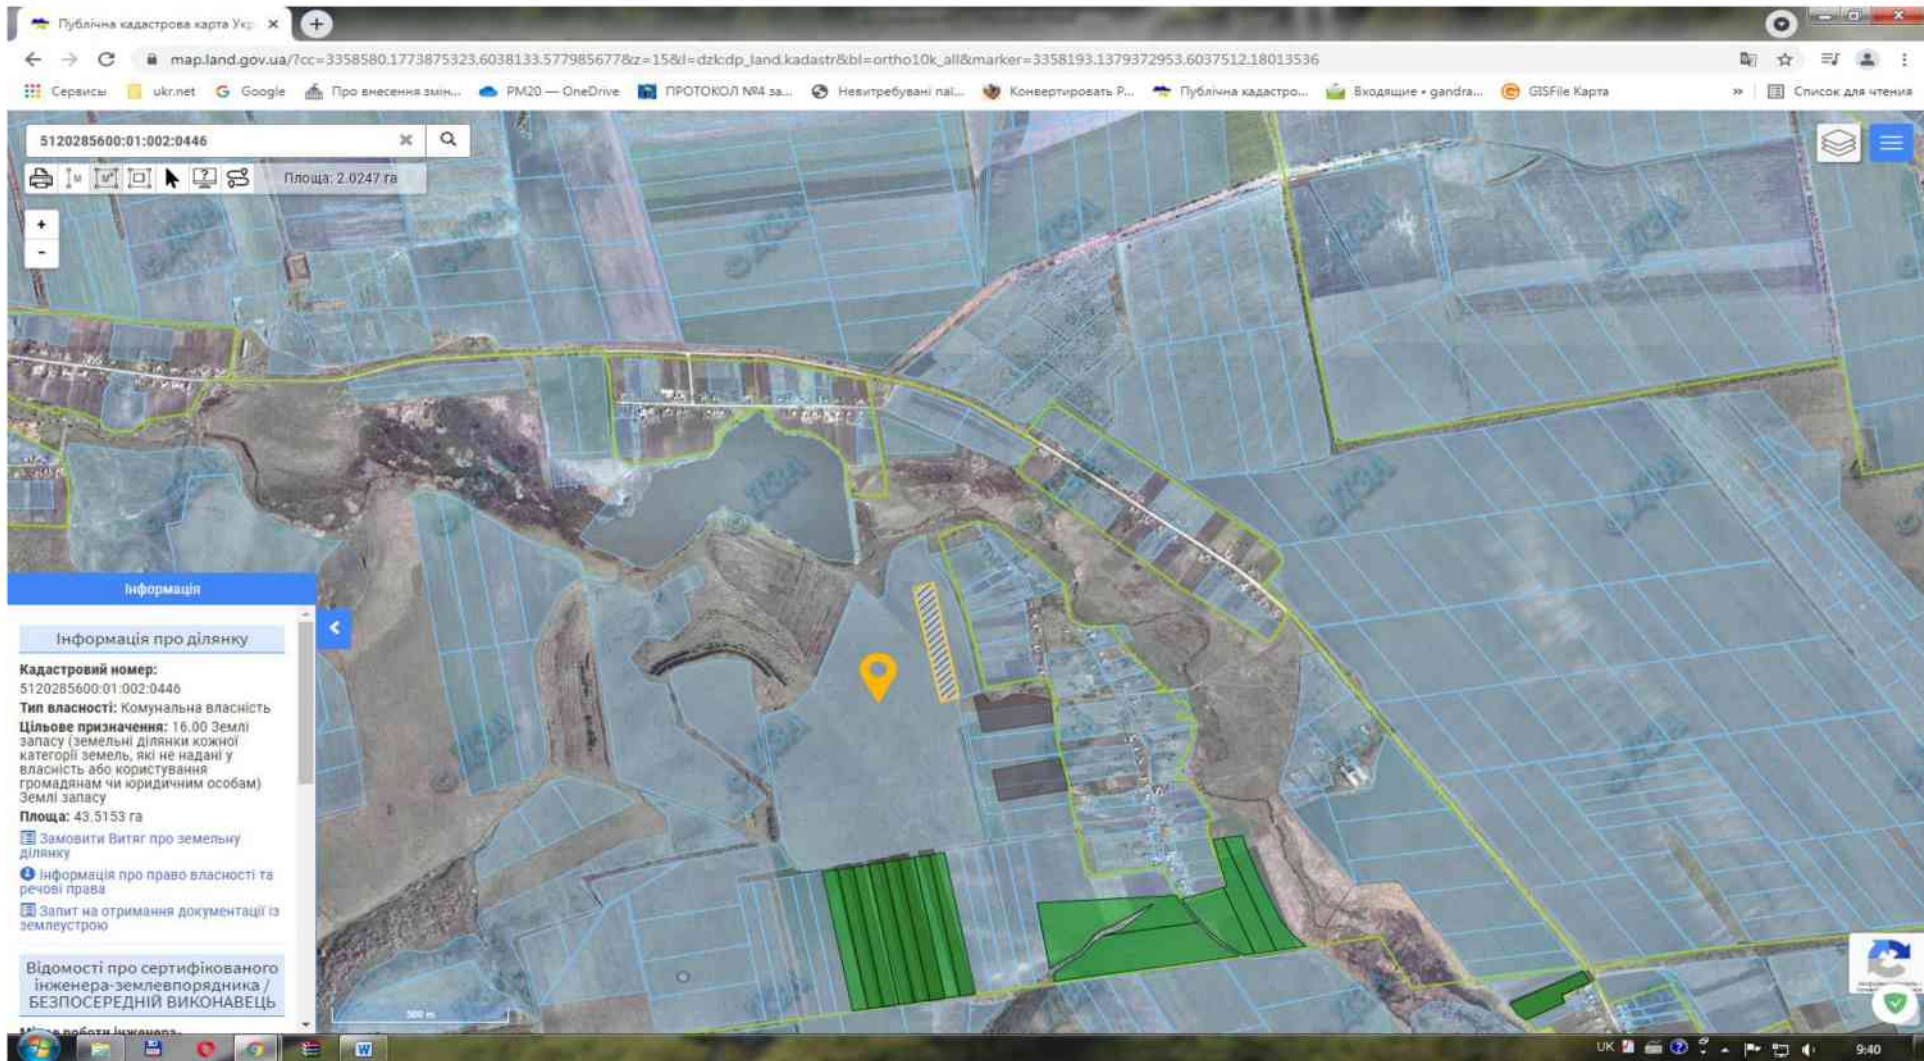 Публічна кадастрова карта Укр
map.land.gov.ua/?cc=3358580.1773875323,6038133.577985677&z=15&l=dzk:dp_land.kadastr&bl=ortho10k_all&marker=3358193.1379372953.6037512.18013536
Сервисы
ukr.net
Google
Про внесення змін...
PM20 — OneDrive
ПРОТОКОЛ №4 за...
Невитребувані паї...
Конвертировать P...
Публічна кадастро...
Входящие • gandra...
GISFile Карта
»
Список для чтения
5120285600:01:002:0446
Площа: 2.0247 га
+
-
Інформація
Інформація про ділянку
Кадастровий номер:
5120285600:01:002:0446
Тип власності: Комунальна власність
Цільове призначення: 16.00 Землі
запасу (земельні ділянки кожної
категорії земель, які не надані у
власність або користування
громадянам чи юридичним особам)
Землі запасу
Площа: 43.5153 га
Замовити Витяг про земельну
ділянку
Інформація про право власності та
речові права
Запит на отримання документації із
землеустрою
Відомості про сертифікованого
інженера-землевпорядника /
БЕЗПОСЕРЕДНІЙ ВИКОНАВЕЦЬ
Місце роботи інженера-
500 m
UK
9:40